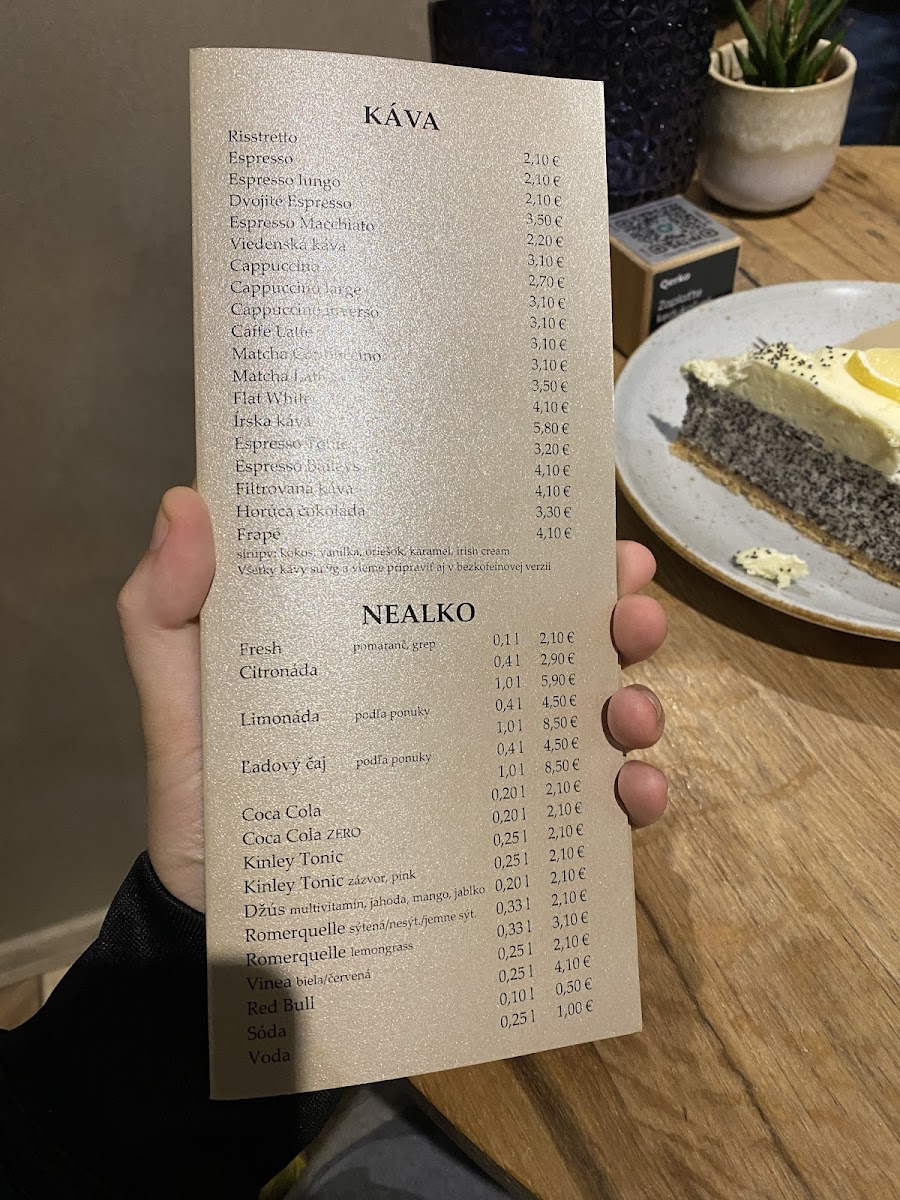 KÁVA
Risstretto 2,10 €
Espresso 2,10 €
Espresso lungo 2,10 €
Dvojité Espresso 3,50 €
Espresso Macchiato 2,20 €
Viedenská káva 3,10 €
Cappuccino 2,70 €
Cappuccino large 3,10 €
Cappuccino inverso 3,10 €
Caffe Latte 3,10 €
Matcha Cappuccino 3,10 €
Matcha Latte 3,50 €
Flat White 4,10 €
Írska káva 5,80 €
Espresso Tonic 3,20 €
Espresso Baileys 4,10 €
Filtrovaná káva 4,10 €
Horúca čokoláda 3,30 €
Frapé 4,10 €
sirupy: kokos, vanilka, oriešok, karamel, irish cream
Všetky kávy sú 9g a vieme pripraviť aj v bezkofeínovej verzii
NEALKO
Fresh pomaranč, grep 0,1 l 2,10 €
Citronáda 0,4 l 2,90 €
1,0 l 5,90 €
Limonáda podľa ponuky 0,4 l 4,50 €
1,0 l 8,50 €
Ľadový čaj podľa ponuky 0,4 l 4,50 €
1,0 l 8,50 €
Coca Cola 0,20 l 2,10 €
Coca Cola ZERO 0,20 l 2,10 €
Kinley Tonic 0,25 l 2,10 €
Kinley Tonic zázvor, pink 0,25 l 2,10 €
Džús multivitamín, jahoda, mango, jablko 0,20 l 2,10 €
Romerquelle sýtená/nesýt./jemne sýt. 0,33 l 2,10 €
Romerquelle lemongrass 0,33 l 3,10 €
Vinea biela/červená 0,25 l 2,10 €
Red Bull 0,25 l 4,10 €
Sóda 0,10 l 0,50 €
Voda 0,25 l 1,00 €
Qerko
Zaplaťte